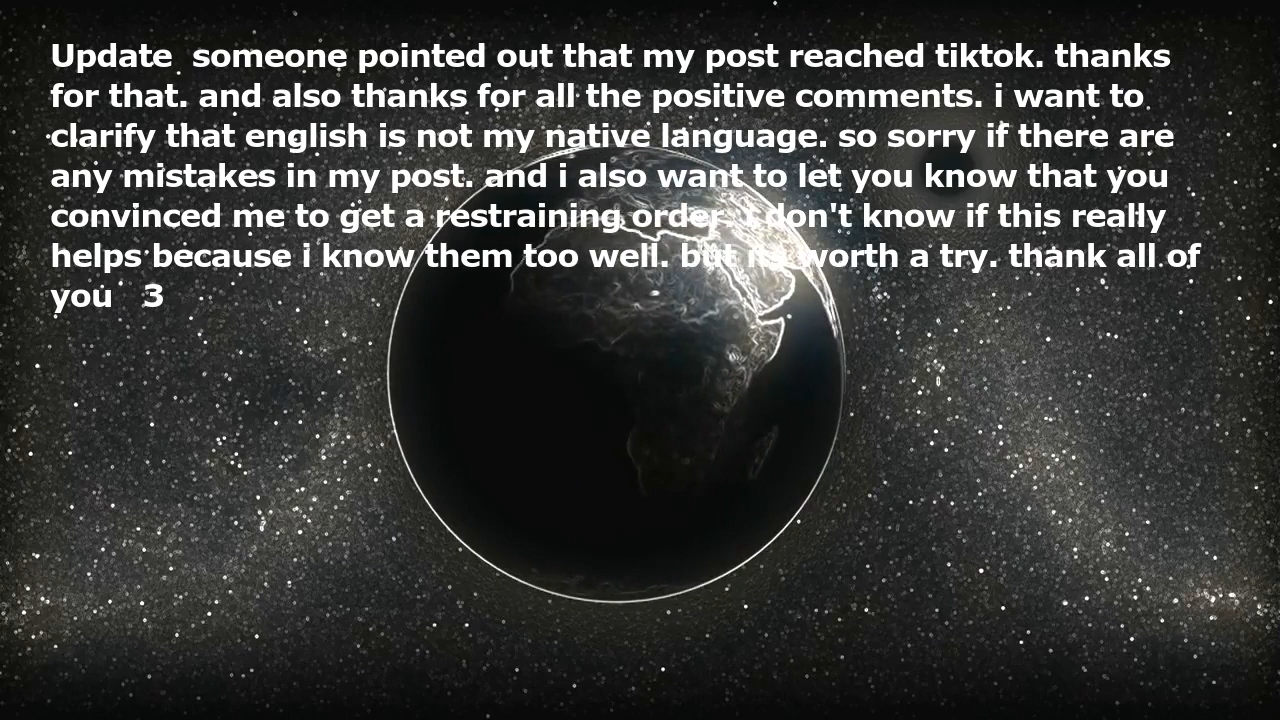 Update  someone pointed out that my post reached tiktok. thanks
for that. and also thanks for all the positive comments. i want to
clarify that english is not my native language. so sorry if there are
any mistakes in my post. and i also want to let you know that you
convinced me to get a restraining order. i don't know if this really
helps because i know them too well. but its worth a try. thank all of
you   3